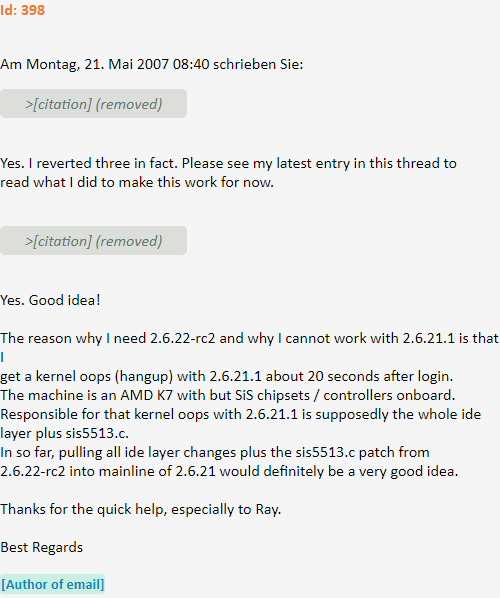 Id: 398
Am Montag, 21. Mai 2007 08:40 schrieben Sie:
>[citation] (removed)
Yes. I reverted three in fact. Please see my latest entry in this thread to
read what I did to make this work for now.
>[citation] (removed)
Yes. Good idea!
The reason why I need 2.6.22-rc2 and why I cannot work with 2.6.21.1 is that
I
get a kernel oops (hangup) with 2.6.21.1 about 20 seconds after login.
The machine is an AMD K7 with but SiS chipsets / controllers onboard.
Responsible for that kernel oops with 2.6.21.1 is supposedly the whole ide
layer plus sis5513.c.
In so far, pulling all ide layer changes plus the sis5513.c patch from
2.6.22-rc2 into mainline of 2.6.21 would definitely be a very good idea.
Thanks for the quick help, especially to Ray.
Best Regards
[Author of email]